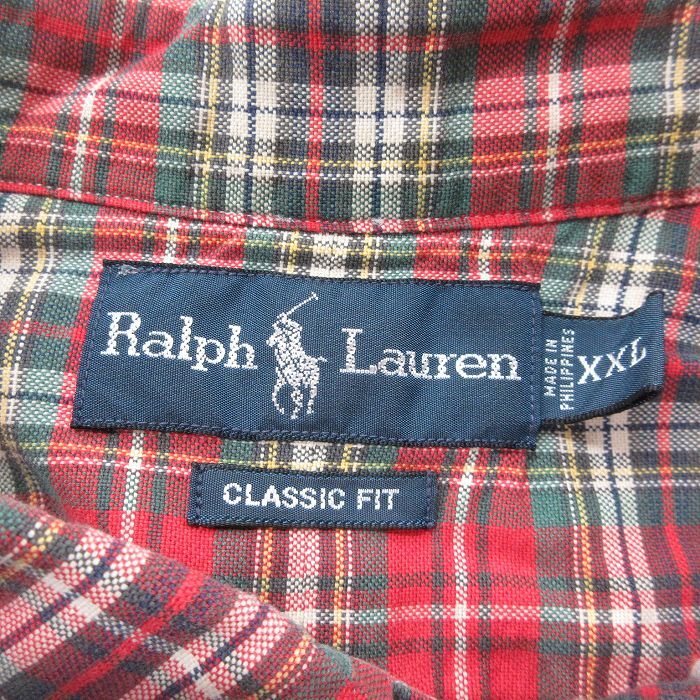 Ralph Lauren
MADE IN
PHILIPPINES
XXL
CLASSIC FIT